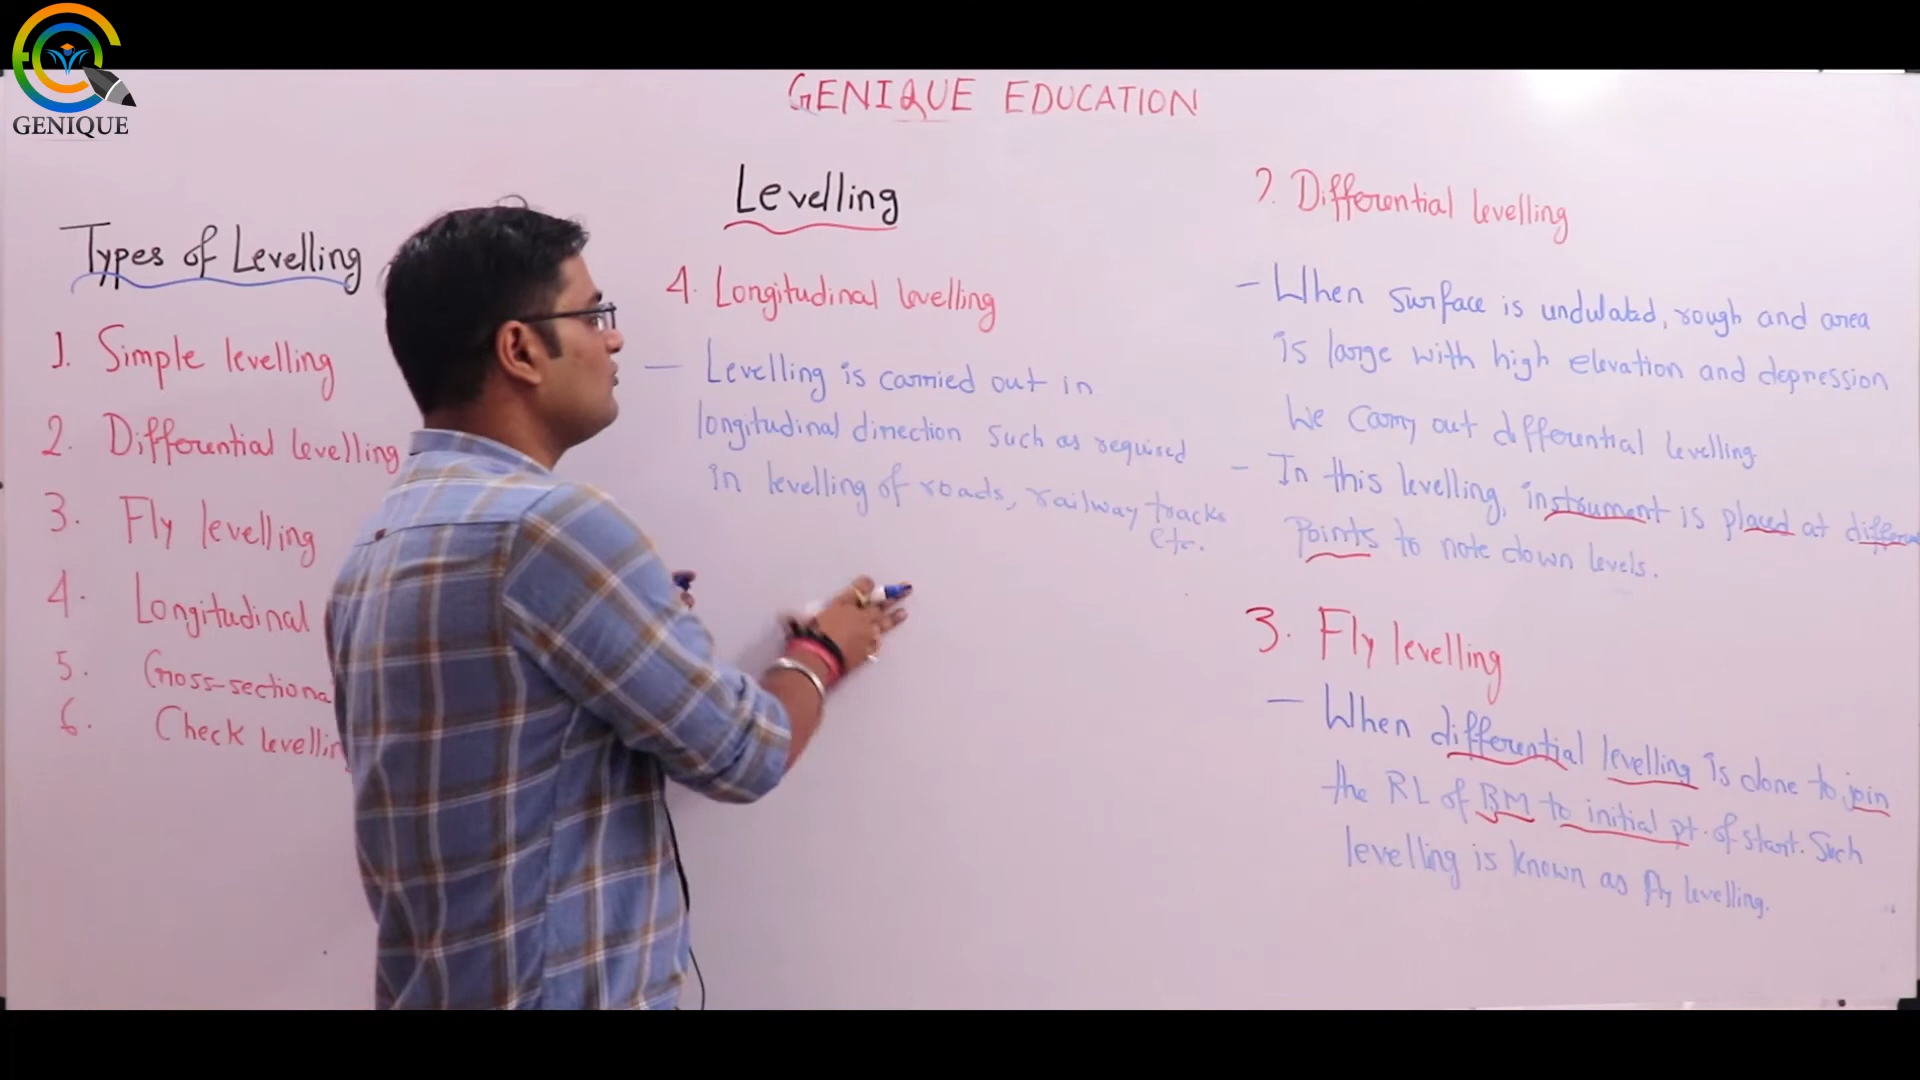 GENIQUE
GENIQUE EDUCATION
Types of Levelling
1. Simple levelling
2. Differential levelling
3. Fly levelling
4. Longitudinal
5. Cross-sectiona
6. Check levellin
Levelling
4. Longitudinal levelling
— Levelling is carried out in
longitudinal direction such as required
in levelling of roads, railway tracks
etc.
2. Differential levelling
— When surface is undulated, rough and area
is large with high elevation and depression
We carry out differential levelling
— In this levelling, instrument is placed at differen
points to note down levels.
3. Fly levelling
— When differential levelling is done to join
the RL of BM to initial pt. of start. Such
levelling is known as fly levelling.